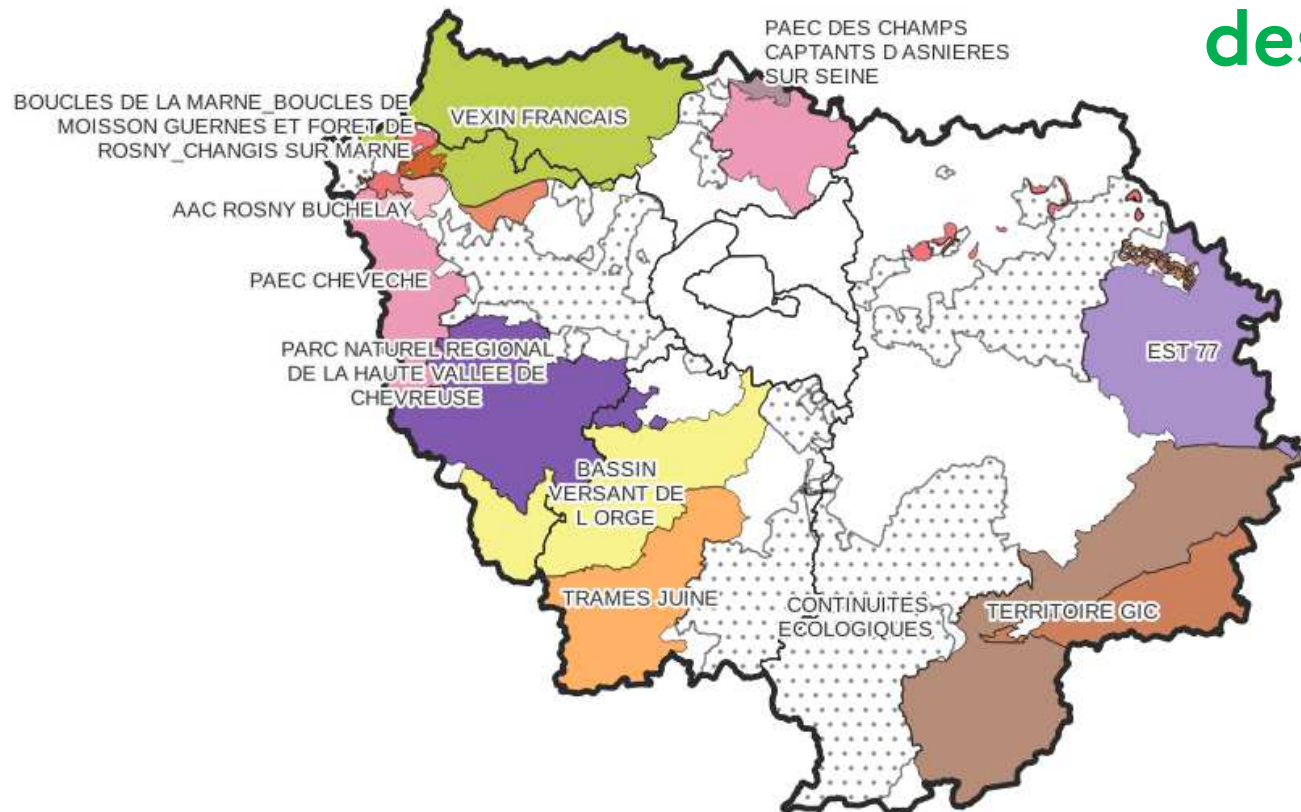 des
PAEC DES CHAMPS
CAPTANTS D ASNIERES
SUR SEINE
BOUCLES DE LA MARNE_BOUCLES DE
MOISSON GUERNES ET FORET DE
ROSNY_CHANGIS SUR MARNE
VEXIN FRANCAIS
AAC ROSNY BUCHELAY
PAEC CHEVECHE
PARC NATUREL REGIONAL
DE LA HAUTE VALLEE DE
CHEVREUSE
EST 77
BASSIN
VERSANT DE
L ORGE
TRAMES JUINE
CONTINUITES
ECOLOGIQUES
TERRITOIRE GIC